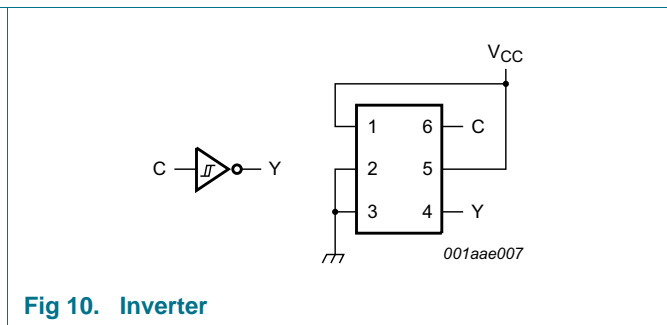 VCC
1 6 C
C Y 2 5
3 4 Y
001aae007
Fig 10. Inverter